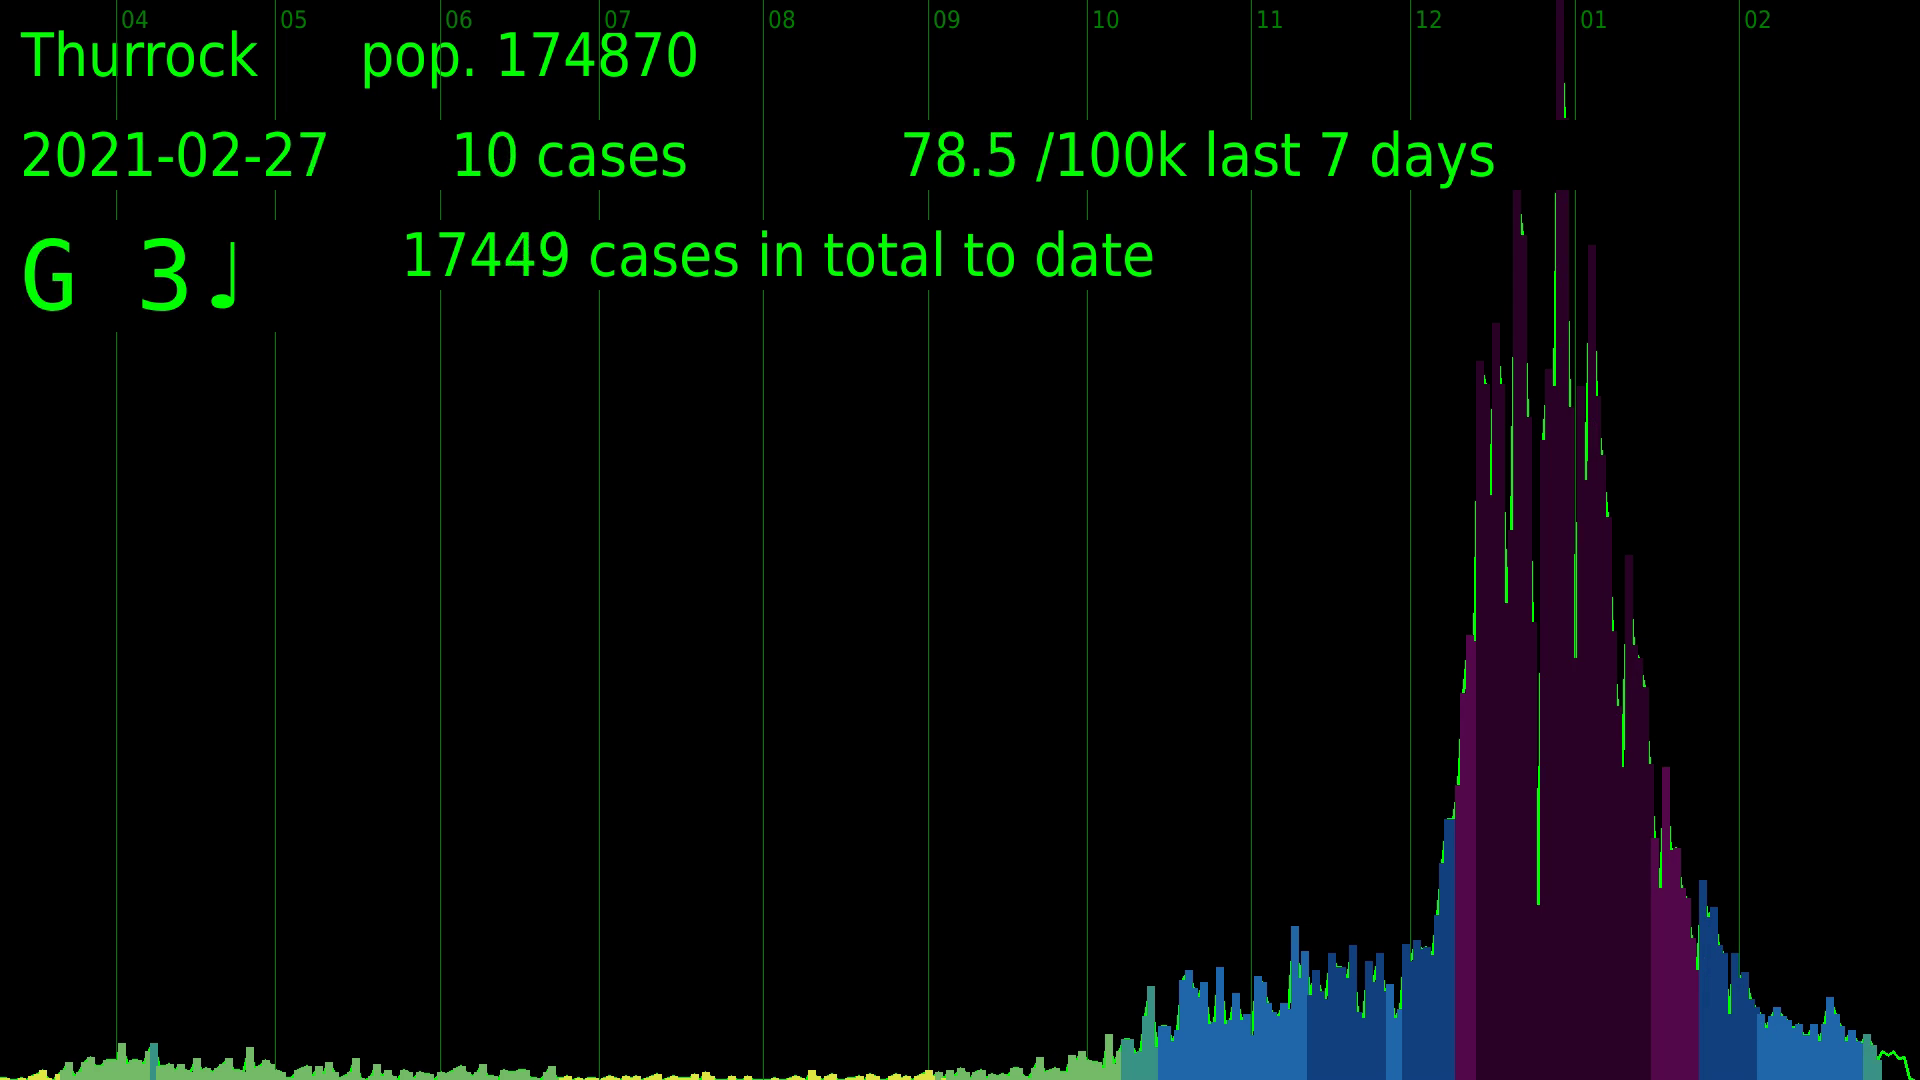 04 05 06 07 08 09 10 11 12 01 02
Thurrock pop. 174870
2021-02-27 10 cases 78.5 /100k last 7 days
G 3♩ 17449 cases in total to date